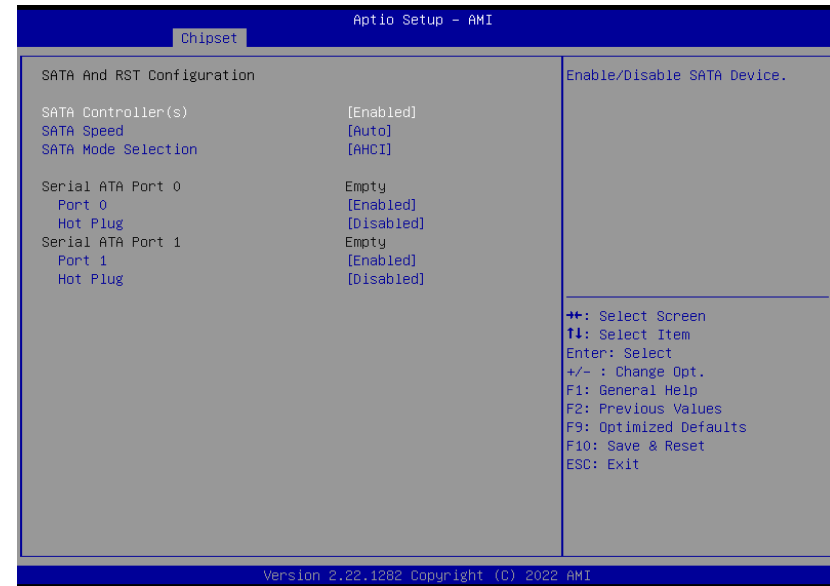 Aptio Setup – AMI
Chipset
SATA And RST Configuration
SATA Controller(s) [Enabled]
SATA Speed [Auto]
SATA Mode Selection [AHCI]
Serial ATA Port 0 Empty
Port 0 [Enabled]
Hot Plug [Disabled]
Serial ATA Port 1 Empty
Port 1 [Enabled]
Hot Plug [Disabled]
Enable/Disable SATA Device.
→←: Select Screen
↑↓: Select Item
Enter: Select
+/- : Change Opt.
F1: General Help
F2: Previous Values
F9: Optimized Defaults
F10: Save & Reset
ESC: Exit
Version 2.22.1282 Copyright (C) 2022 AMI